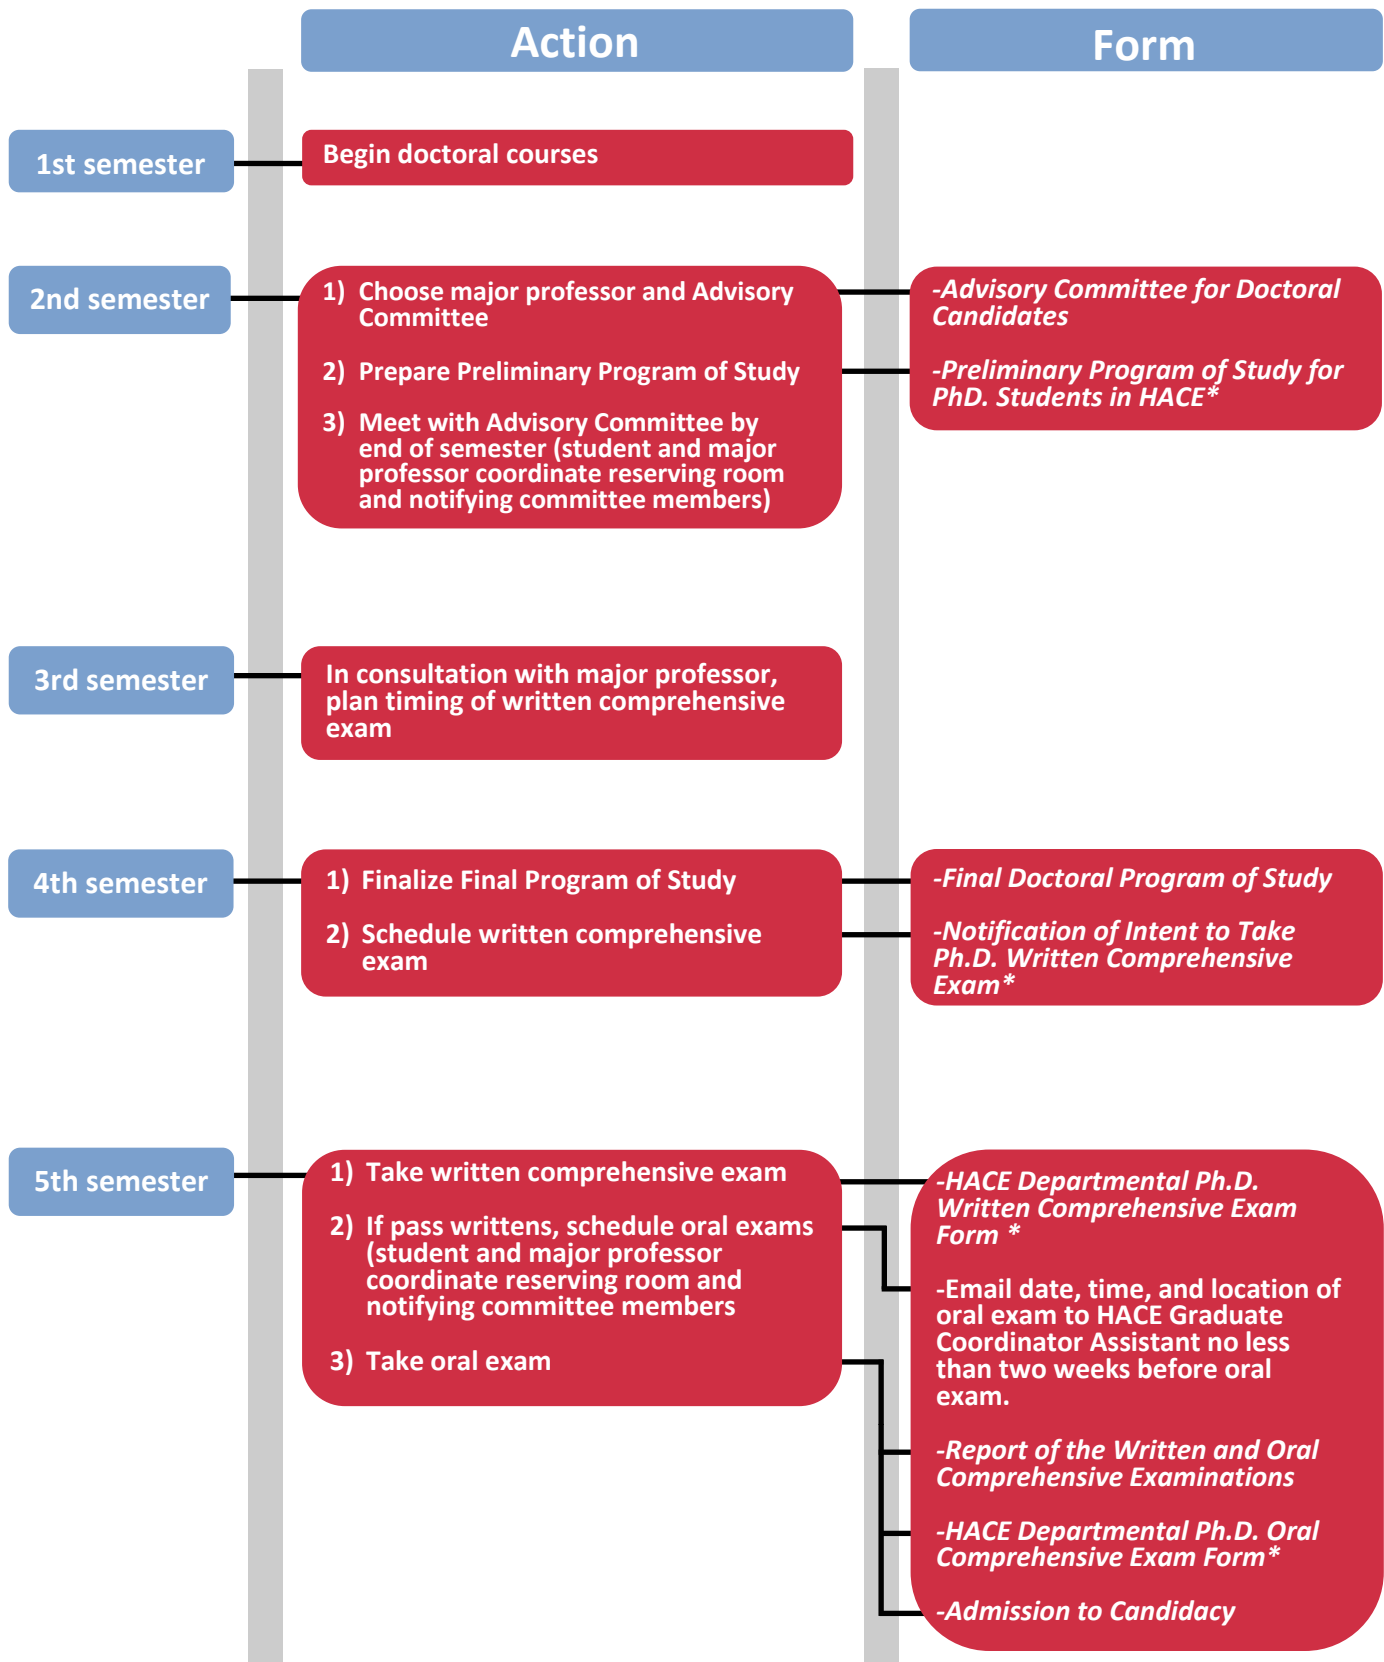 Action
Form
1st semester
Begin doctoral courses
2nd semester
1) Choose major professor and Advisory
Committee
2) Prepare Preliminary Program of Study
3) Meet with Advisory Committee by
end of semester (student and major
professor coordinate reserving room
and notifying committee members)
-Advisory Committee for Doctoral
Candidates
-Preliminary Program of Study for
PhD. Students in HACE*
3rd semester
In consultation with major professor,
plan timing of written comprehensive
exam
4th semester
1) Finalize Final Program of Study
2) Schedule written comprehensive
exam
-Final Doctoral Program of Study
-Notification of Intent to Take
Ph.D. Written Comprehensive
Exam*
5th semester
1) Take written comprehensive exam
2) If pass writtens, schedule oral exams
(student and major professor
coordinate reserving room and
notifying committee members
3) Take oral exam
-HACE Departmental Ph.D.
Written Comprehensive Exam
Form *
-Email date, time, and location of
oral exam to HACE Graduate
Coordinator Assistant no less
than two weeks before oral
exam.
-Report of the Written and Oral
Comprehensive Examinations
-HACE Departmental Ph.D. Oral
Comprehensive Exam Form*
-Admission to Candidacy